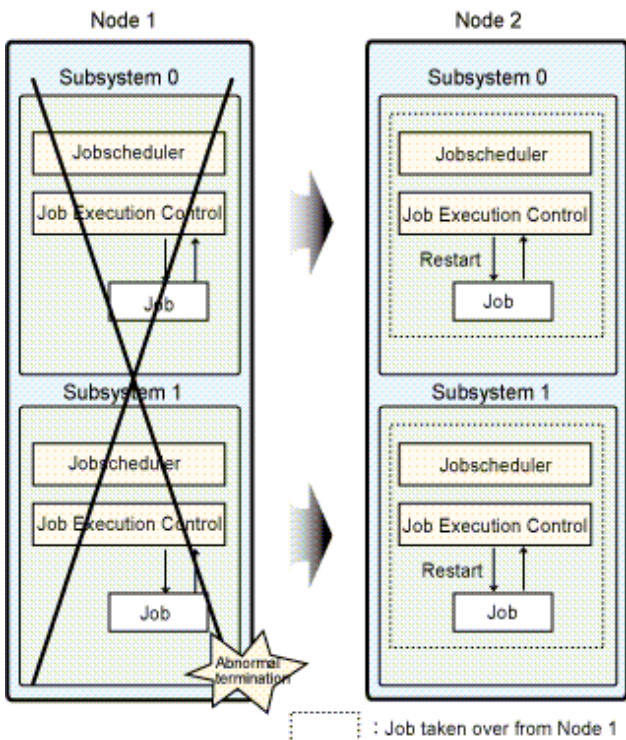 Node 1
Subsystem 0
Jobscheduler
Job Execution Control
Job
Subsystem 1
Jobscheduler
Job Execution Control
Job
Abnormal
termination
Node 2
Subsystem 0
Jobscheduler
Job Execution Control
Restart
Job
Subsystem 1
Jobscheduler
Job Execution Control
Restart
Job
: Job taken over from Node 1